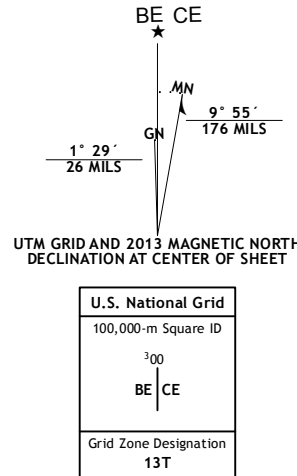 BE CE
★
MN
GN
9° 55´
176 MILS
1° 29´
26 MILS
UTM GRID AND 2013 MAGNETIC NORTH
DECLINATION AT CENTER OF SHEET
U.S. National Grid
100,000-m Square ID
³00
BE CE
Grid Zone Designation
13T